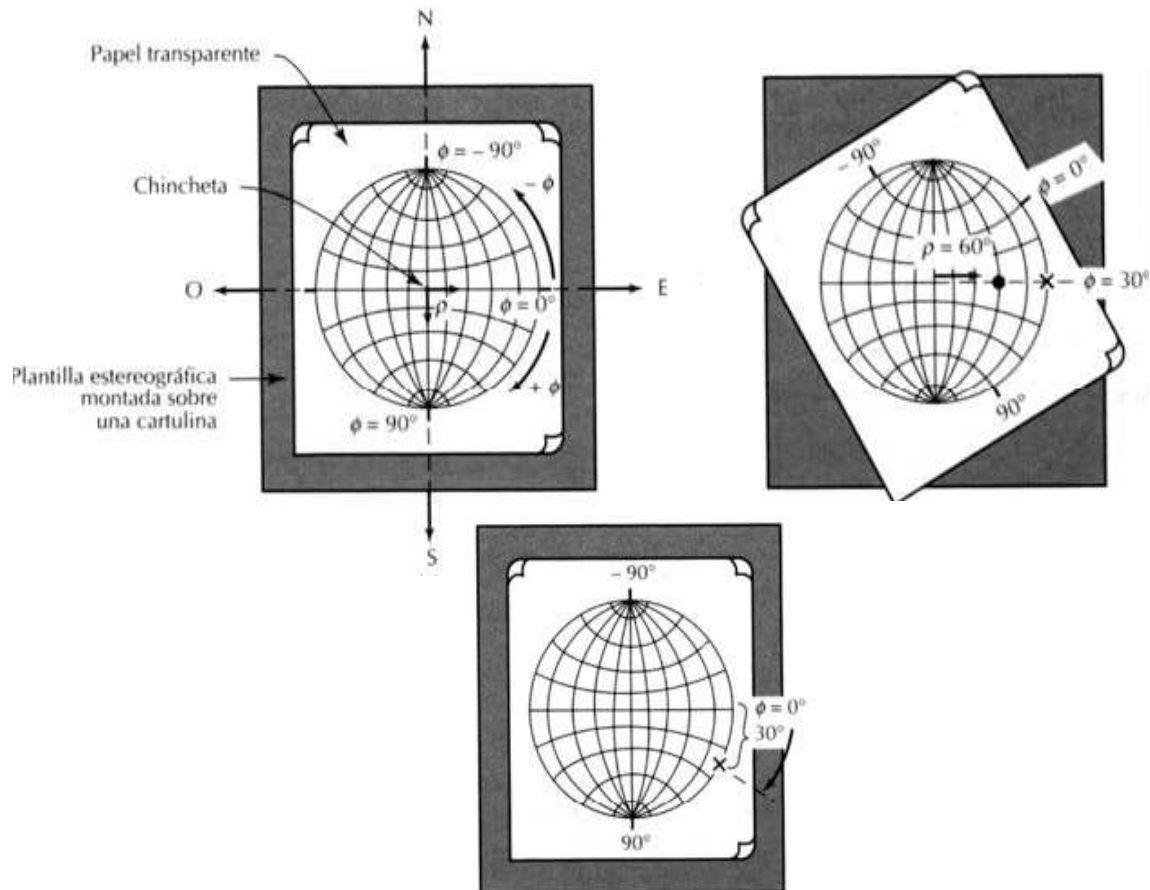 N
Papel transparente
ϕ = – 90°
– ϕ
Chincheta
O
E
ρ
ϕ = 0°
Plantilla estereográfica
montada sobre
una cartulina
+ ϕ
ϕ = 90°
S
– 90°
ϕ = 0°
ρ = 60°
ϕ = 30°
90°
– 90°
ϕ = 0°
30°
90°